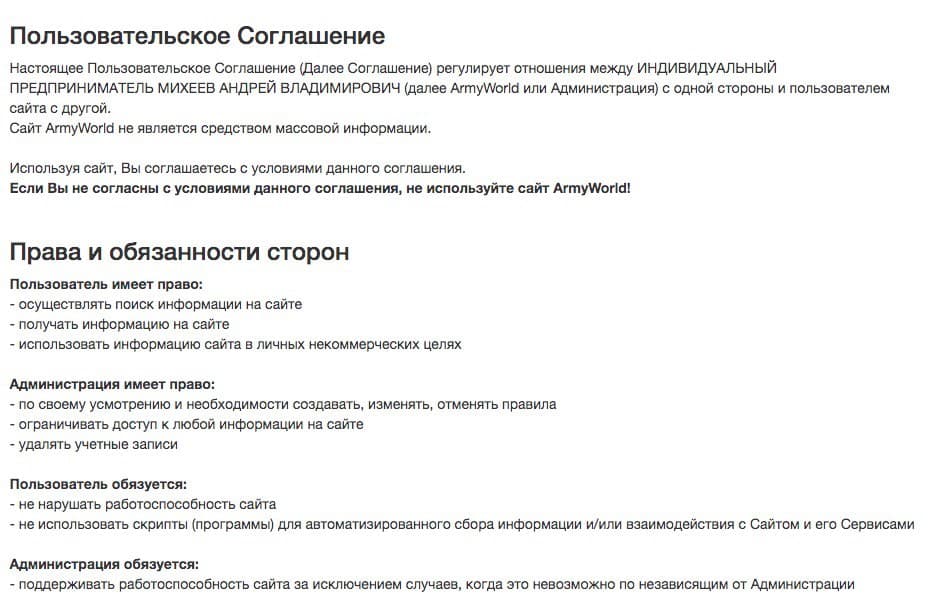 Пользовательское Соглашение
Настоящее Пользовательское Соглашение (Далее Соглашение) регулирует отношения между ИНДИВИДУАЛЬНЫЙ
ПРЕДПРИНИМАТЕЛЬ МИХЕЕВ АНДРЕЙ ВЛАДИМИРОВИЧ (далее ArmyWorld или Администрация) с одной стороны и пользователем
сайта с другой.
Сайт ArmyWorld не является средством массовой информации.
Используя сайт, Вы соглашаетесь с условиями данного соглашения.
Если Вы не согласны с условиями данного соглашения, не используйте сайт ArmyWorld!
Права и обязанности сторон
Пользователь имеет право:
- осуществлять поиск информации на сайте
- получать информацию на сайте
- использовать информацию сайта в личных некоммерческих целях
Администрация имеет право:
- по своему усмотрению и необходимости создавать, изменять, отменять правила
- ограничивать доступ к любой информации на сайте
- удалять учетные записи
Пользователь обязуется:
- не нарушать работоспособность сайта
- не использовать скрипты (программы) для автоматизированного сбора информации и/или взаимодействия с Сайтом и его Сервисами
Администрация обязуется:
- поддерживать работоспособность сайта за исключением случаев, когда это невозможно по независящим от Администрации